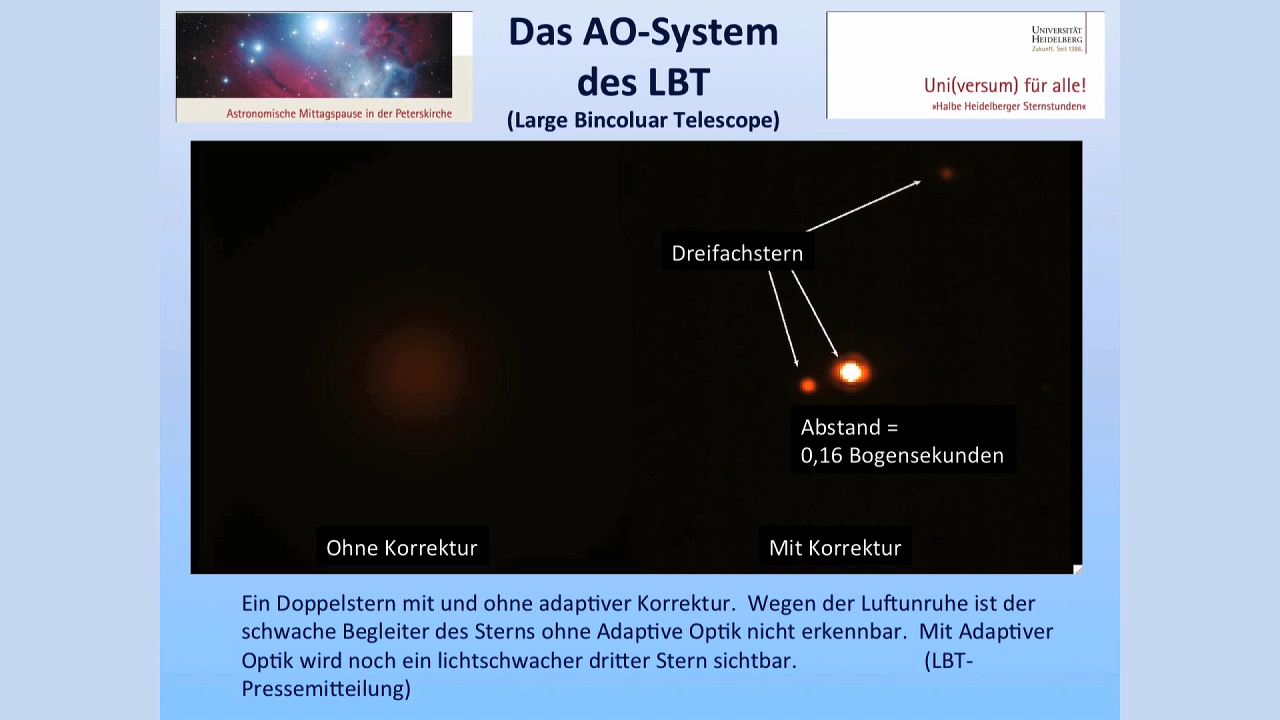 Das AO-System
des LBT
(Large Bincoluar Telescope)
Astronomische Mittagspause in der Peterskirche
UNIVERSITÄT
HEIDELBERG
Zukunft. Seit 1386.
Uni(versum) für alle!
»Halbe Heidelberger Sternstunden«
Dreifachstern
Abstand =
0,16 Bogensekunden
Ohne Korrektur
Mit Korrektur
Ein Doppelstern mit und ohne adaptiver Korrektur. Wegen der Luftunruhe ist der
schwache Begleiter des Sterns ohne Adaptive Optik nicht erkennbar. Mit Adaptiver
Optik wird noch ein lichtschwacher dritter Stern sichtbar. (LBT-
Pressemitteilung)